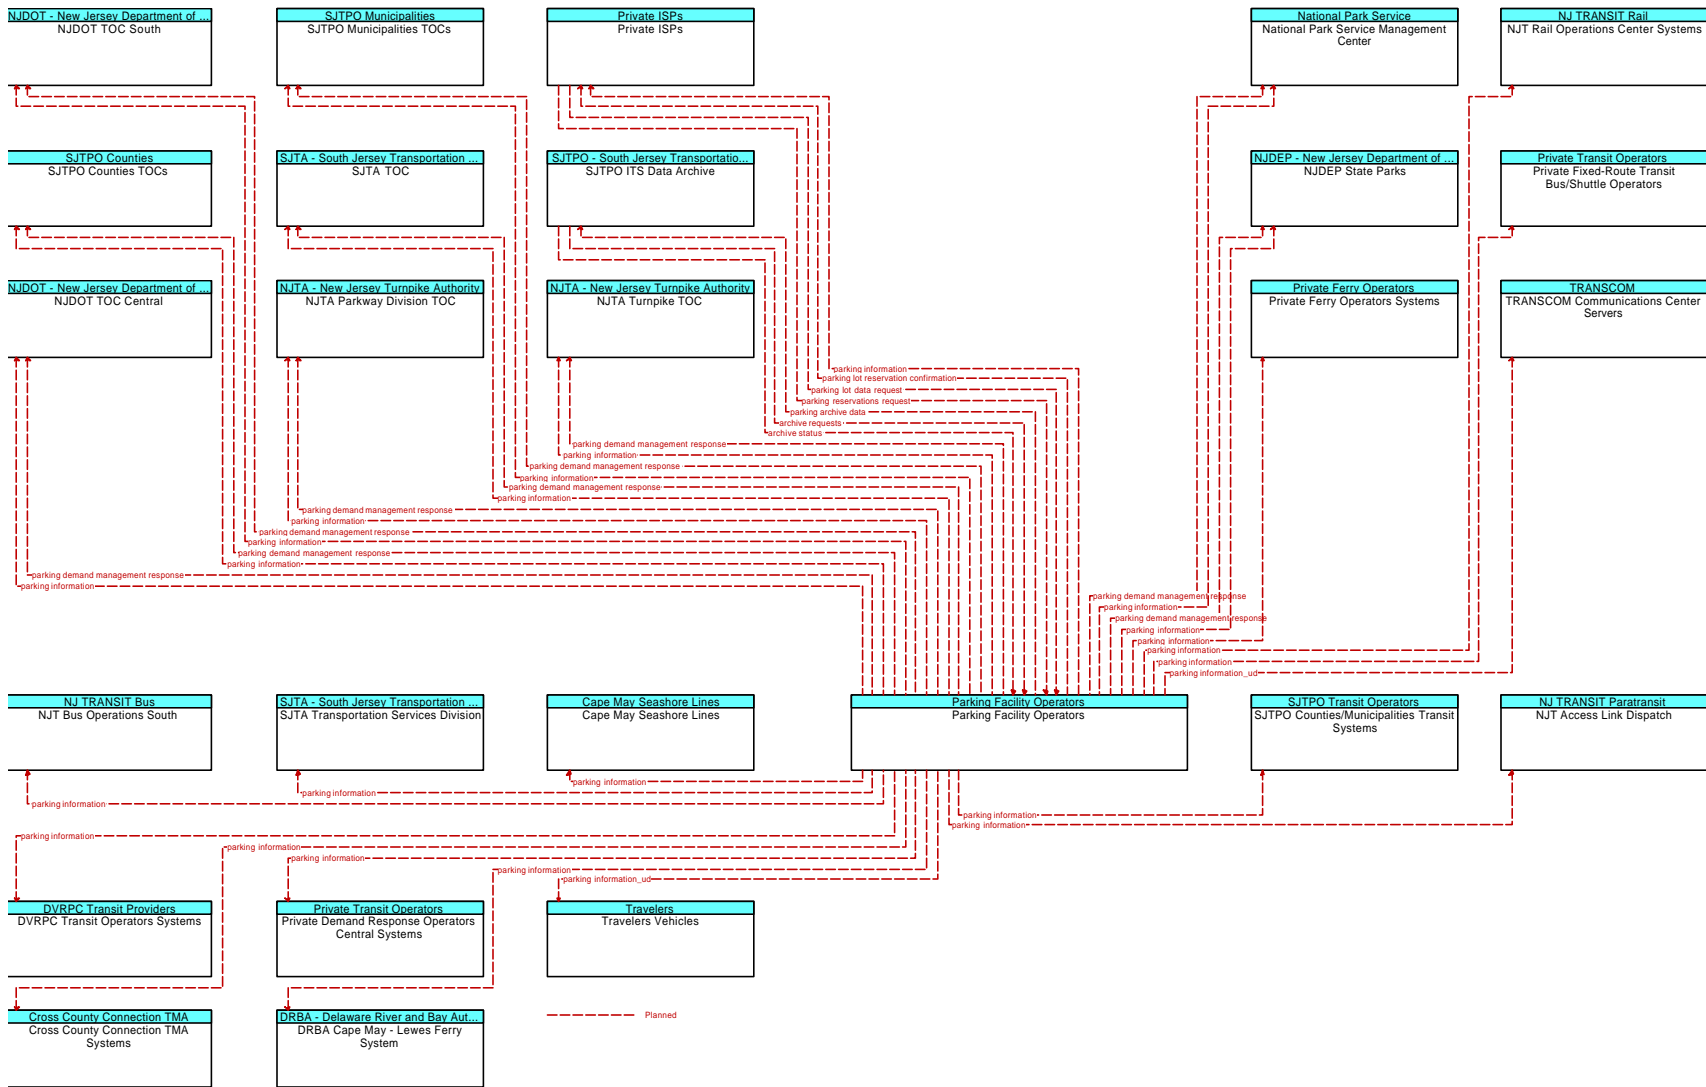 NJDOT - New Jersey Department of ...
NJDOT TOC South
SJTPO Municipalities
SJTPO Municipalities TOCs
Private ISPs
Private ISPs
National Park Service
National Park Service Management
Center
NJ TRANSIT Rail
NJT Rail Operations Center Systems
SJTPO Counties
SJTPO Counties TOCs
SJTA - South Jersey Transportation ...
SJTA TOC
SJTPO - South Jersey Transportatio...
SJTPO ITS Data Archive
NJDEP - New Jersey Department of ...
NJDEP State Parks
Private Transit Operators
Private Fixed-Route Transit
Bus/Shuttle Operators
NJDOT - New Jersey Department of ...
NJDOT TOC Central
NJTA - New Jersey Turnpike Authority
NJTA Parkway Division TOC
NJTA - New Jersey Turnpike Authority
NJTA Turnpike TOC
Private Ferry Operators
Private Ferry Operators Systems
TRANSCOM
TRANSCOM Communications Center
Servers
parking information
parking lot reservation confirmation
parking lot data request
parking reservations request
parking archive data
archive requests
archive status
parking demand management response
parking information
parking demand management response
parking information
parking demand management response
parking information
parking demand management response
parking information
parking demand management response
parking information
parking demand management response
parking information
parking demand management response
parking information
parking demand management response
parking information
parking demand management response
parking information
parking information
parking information
parking information
parking information_ud
NJ TRANSIT Bus
NJT Bus Operations South
SJTA - South Jersey Transportation ...
SJTA Transportation Services Division
Cape May Seashore Lines
Cape May Seashore Lines
Parking Facility Operators
Parking Facility Operators
SJTPO Transit Operators
SJTPO Counties/Municipalities Transit
Systems
NJ TRANSIT Paratransit
NJT Access Link Dispatch
parking information
parking information
parking information
parking information
parking information
parking information
parking information
parking information
parking information
parking information_ud
DVRPC Transit Providers
DVRPC Transit Operators Systems
Private Transit Operators
Private Demand Response Operators
Central Systems
Travelers
Travelers Vehicles
Cross County Connection TMA
Cross County Connection TMA
Systems
DRBA - Delaware River and Bay Aut...
DRBA Cape May - Lewes Ferry
System
Planned